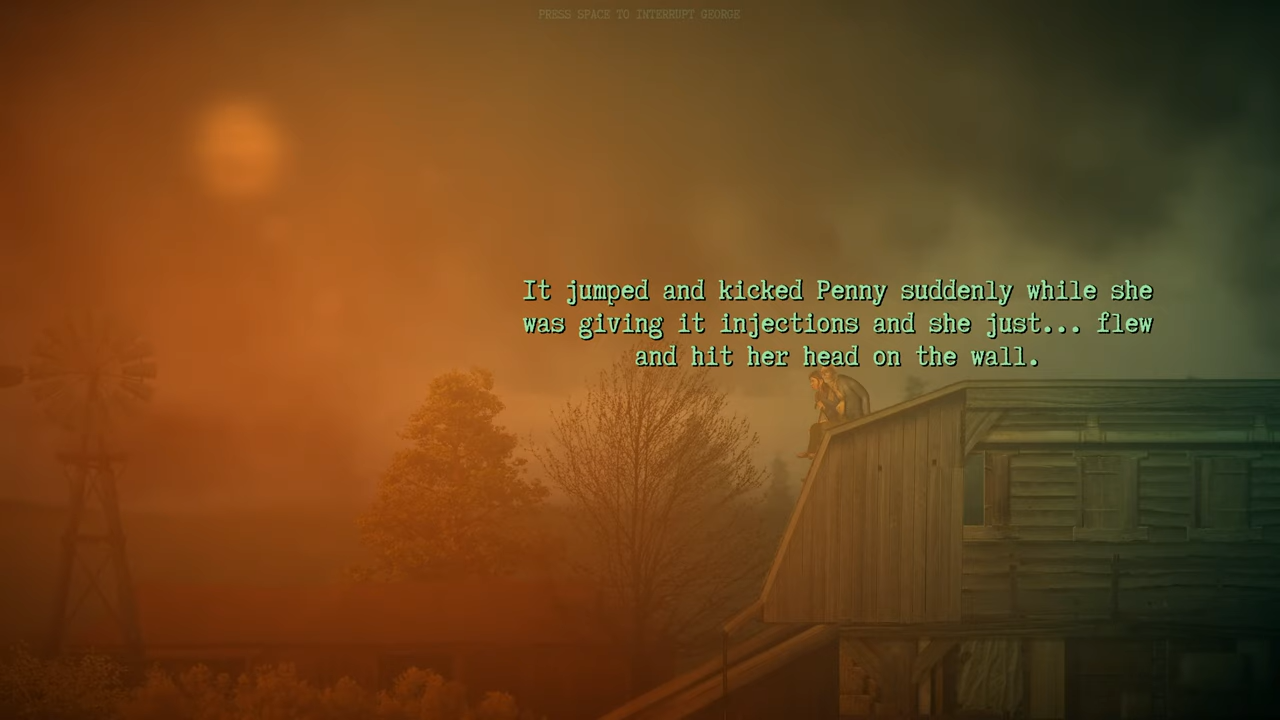 PRESS SPACE TO INTERRUPT GEORGE
It jumped and kicked Penny suddenly while she
was giving it injections and she just... flew
and hit her head on the wall.